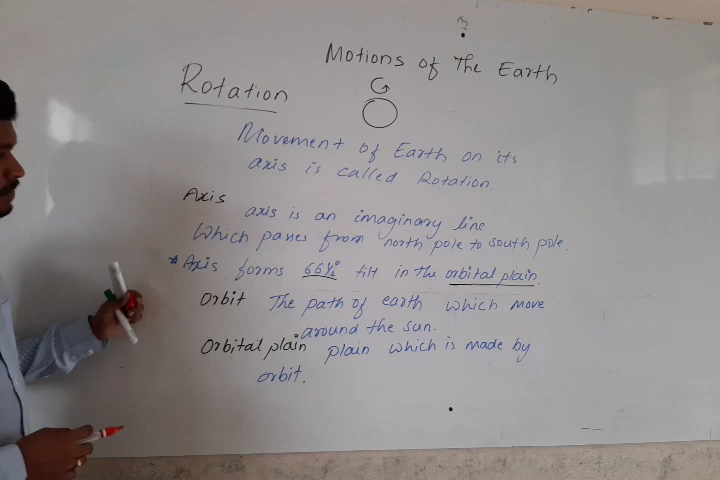 Motions of The Earth
Rotation
Movement of Earth on its
axis is called Rotation.
Axis
axis is an imaginary line
Which passes from north pole to south pole.
*Axis forms 66½° tilt in the orbital plain.
Orbit The path of earth which move
around the sun.
Orbital plain plain which is made by
orbit.